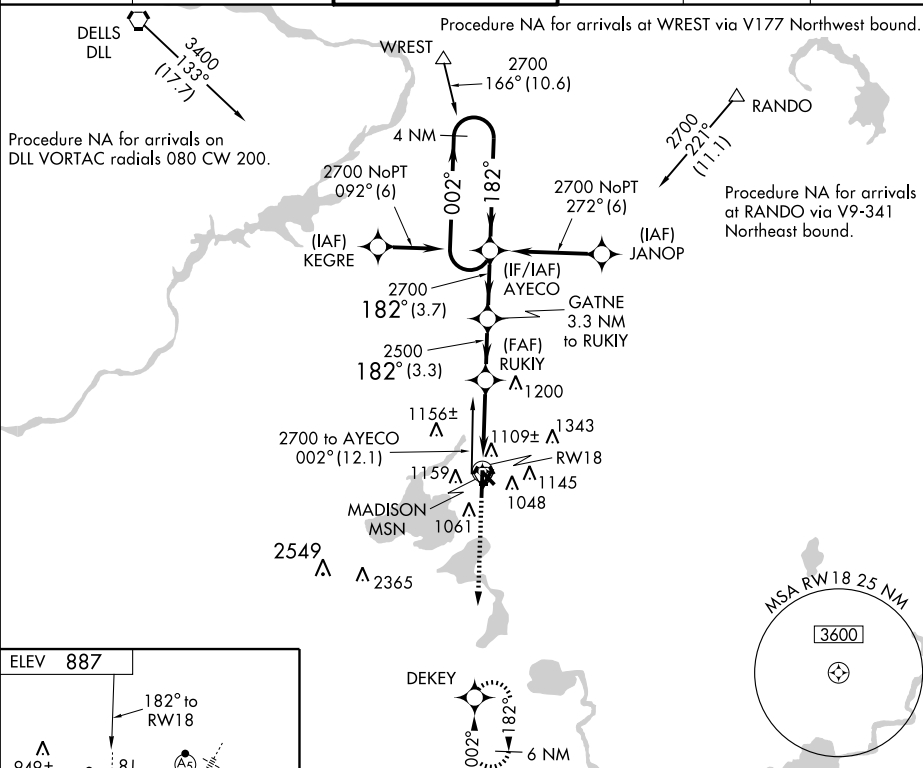 Procedure NA for arrivals at WREST via V177 Northwest bound.
DELLS
DLL
3400
133°
(17.7)
WREST
2700
166° (10.6)
RANDO
2700
221°
(11.1)
4 NM
Procedure NA for arrivals on
DLL VORTAC radials 080 CW 200.
2700 NoPT
092° (6)
002°
182°
2700 NoPT
272° (6)
Procedure NA for arrivals
at RANDO via V9-341
Northeast bound.
(IAF)
KEGRE
(IAF)
JANOP
(IF/IAF)
AYECO
2700
182° (3.7)
GATNE
3.3 NM
to RUKIY
2500
182° (3.3)
(FAF)
RUKIY
1200
1156±
1343
1109±
2700 to AYECO
002° (12.1)
RW18
1159
1145
1048
MADISON
MSN
1061
2549
2365
MSA RW18 25 NM
3600
ELEV 887
182° to
RW18
DEKEY
002°
182°
6 NM
949±
18
A5